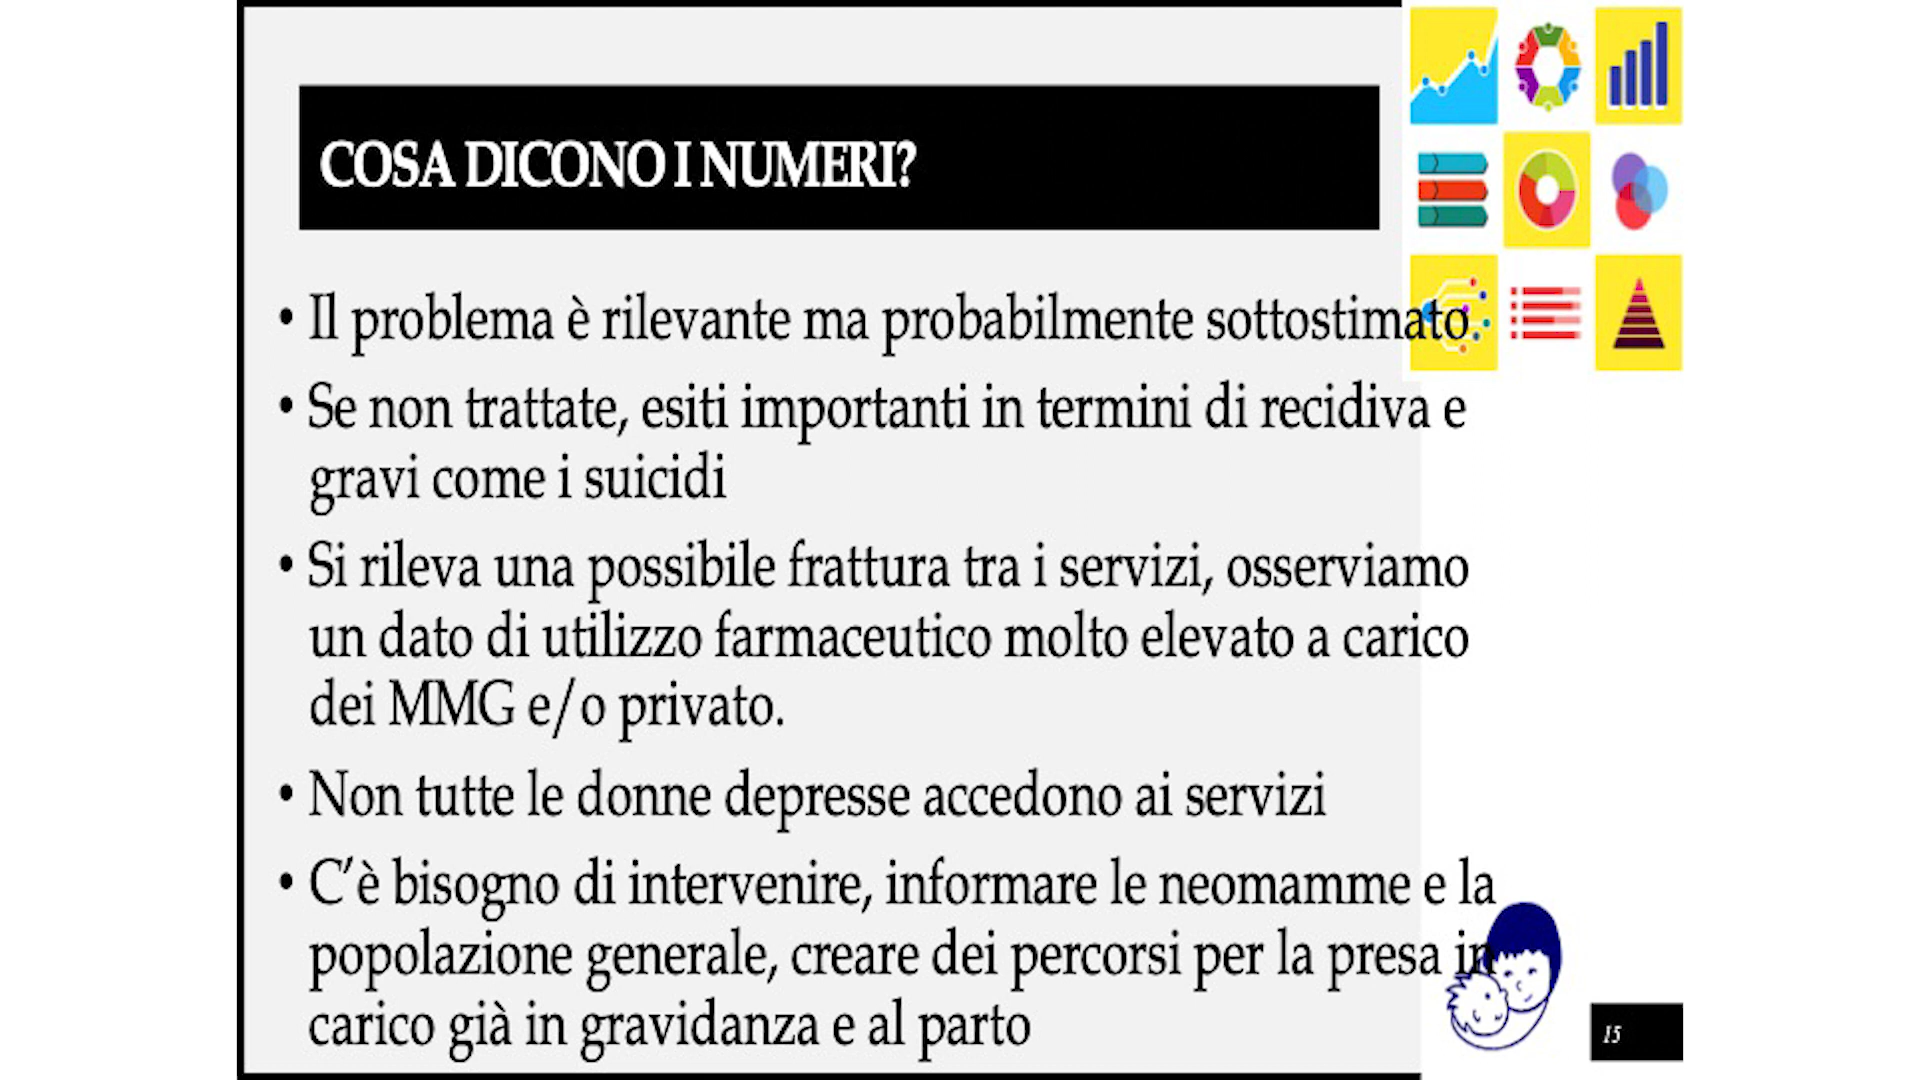 COSA DICONO I NUMERI?
• Il problema è rilevante ma probabilmente sottostimato
• Se non trattate, esiti importanti in termini di recidiva e
gravi come i suicidi
• Si rileva una possibile frattura tra i servizi, osserviamo
un dato di utilizzo farmaceutico molto elevato a carico
dei MMG e/o privato.
• Non tutte le donne depresse accedono ai servizi
• C’è bisogno di intervenire, informare le neomamme e la
popolazione generale, creare dei percorsi per la presa in
carico già in gravidanza e al parto
15